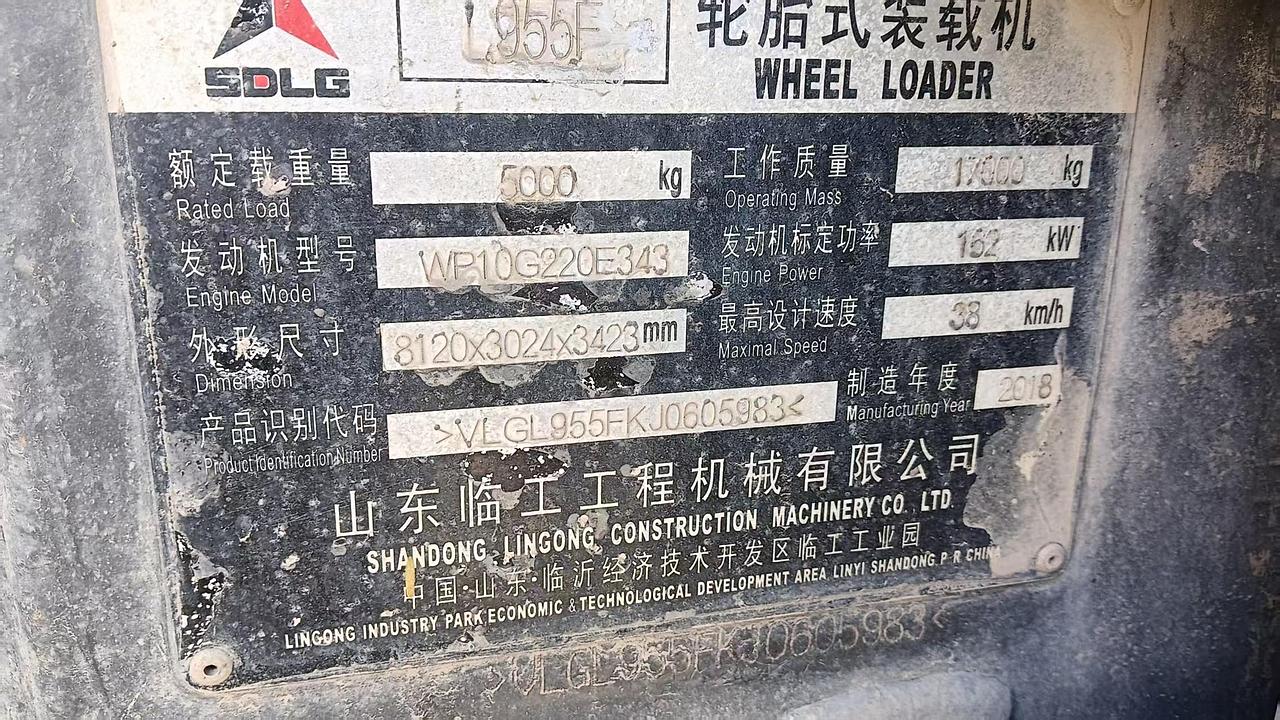 SDLG
L955F
轮胎式装载机
WHEEL LOADER
额定载重量 5000 kg
Rated Load
工作质量 17000 kg
Operating Mass
发动机型号 WP10G220E343
Engine Model
发动机标定功率 162 kW
Engine Power
外形尺寸 8120x3024x3423 mm
Dimension
最高设计速度 38 km/h
Maximal Speed
产品识别代码 >VLGL955FKJ0605983<
Product Identification Number
制造年度 2018
Manufacturing Year
山东临工工程机械有限公司
SHANDONG LINGONG CONSTRUCTION MACHINERY CO., LTD.
中国·山东·临沂经济技术开发区临工工业园
LINGONG INDUSTRY PARK ECONOMIC & TECHNOLOGICAL DEVELOPMENT AREA LINYI SHANDONG. P R CHINA
>VLGL955FKJ0605983<